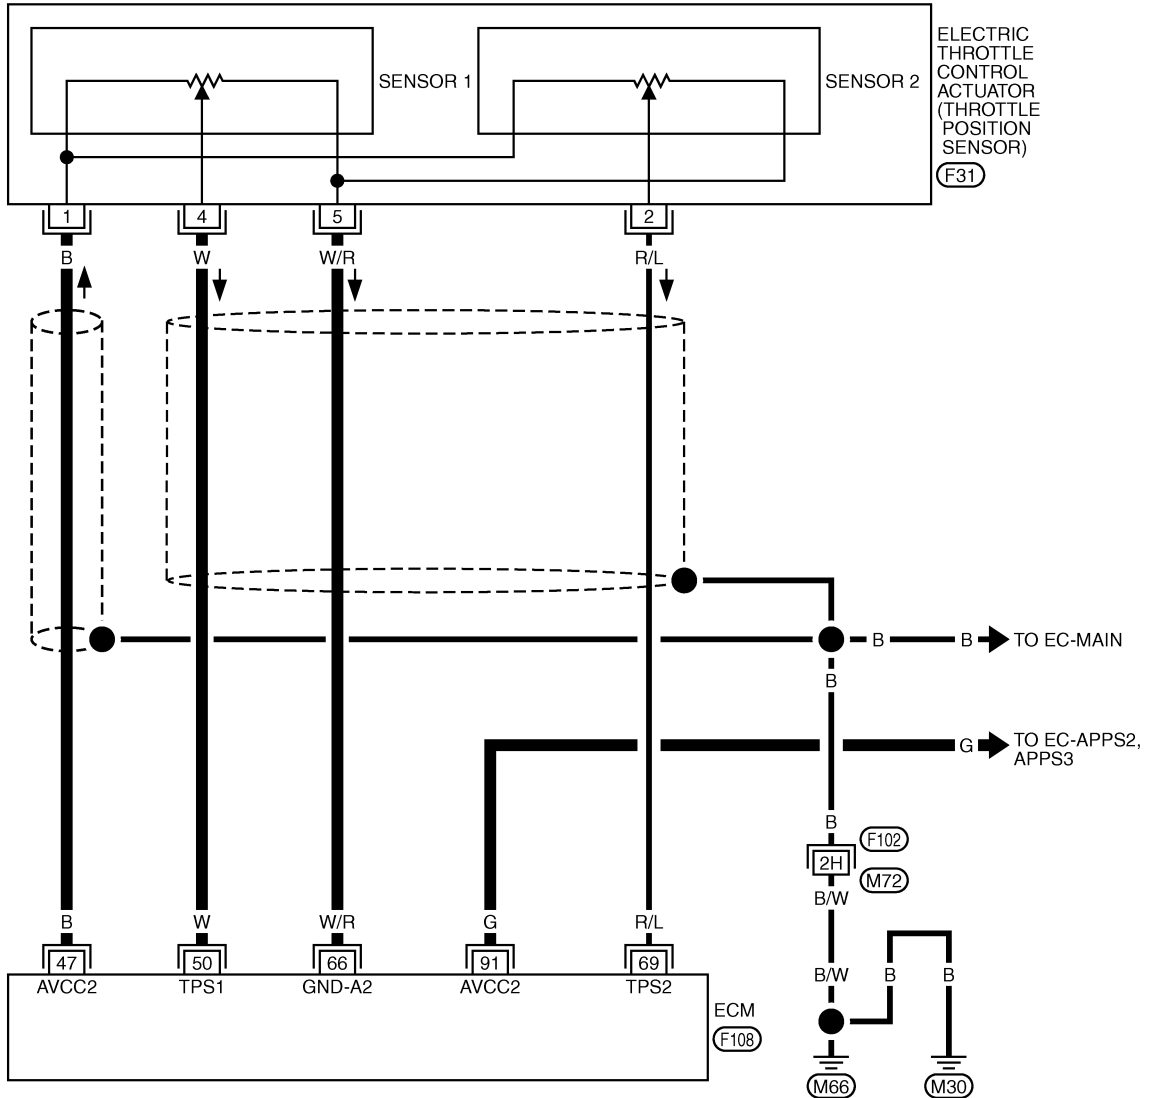 SENSOR 1
SENSOR 2
ELECTRIC
THROTTLE
CONTROL
ACTUATOR
(THROTTLE
POSITION
SENSOR)
F31
1
4
5
2
B
W
W/R
R/L
B
B
TO EC-MAIN
B
G
TO EC-APPS2,
APPS3
B
F102
2H
M72
B/W
B
W
W/R
G
R/L
47
50
66
91
69
B/W
B
B
AVCC2
TPS1
GND-A2
AVCC2
TPS2
ECM
F108
M66
M30